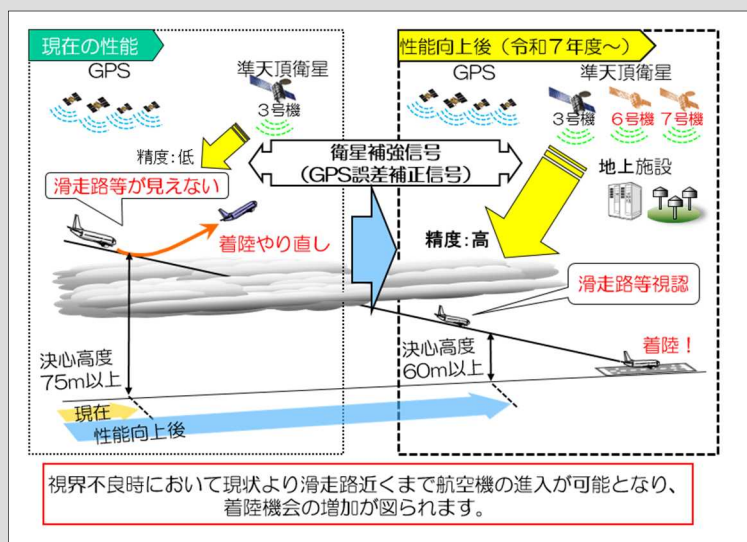 現在の性能
GPS
準天頂衛星
3号機
精度:低
滑走路等が見えない
着陸やり直し
決心高度
75m以上
現在
性能向上後
衛星補強信号
(GPS誤差補正信号)
性能向上後(令和7年度~)
GPS
準天頂衛星
3号機
6号機
7号機
地上施設
精度:高
滑走路等視認
決心高度
60m以上
着陸!
視界不良時において現状より滑走路近くまで航空機の進入が可能となり、
着陸機会の増加が図られます。